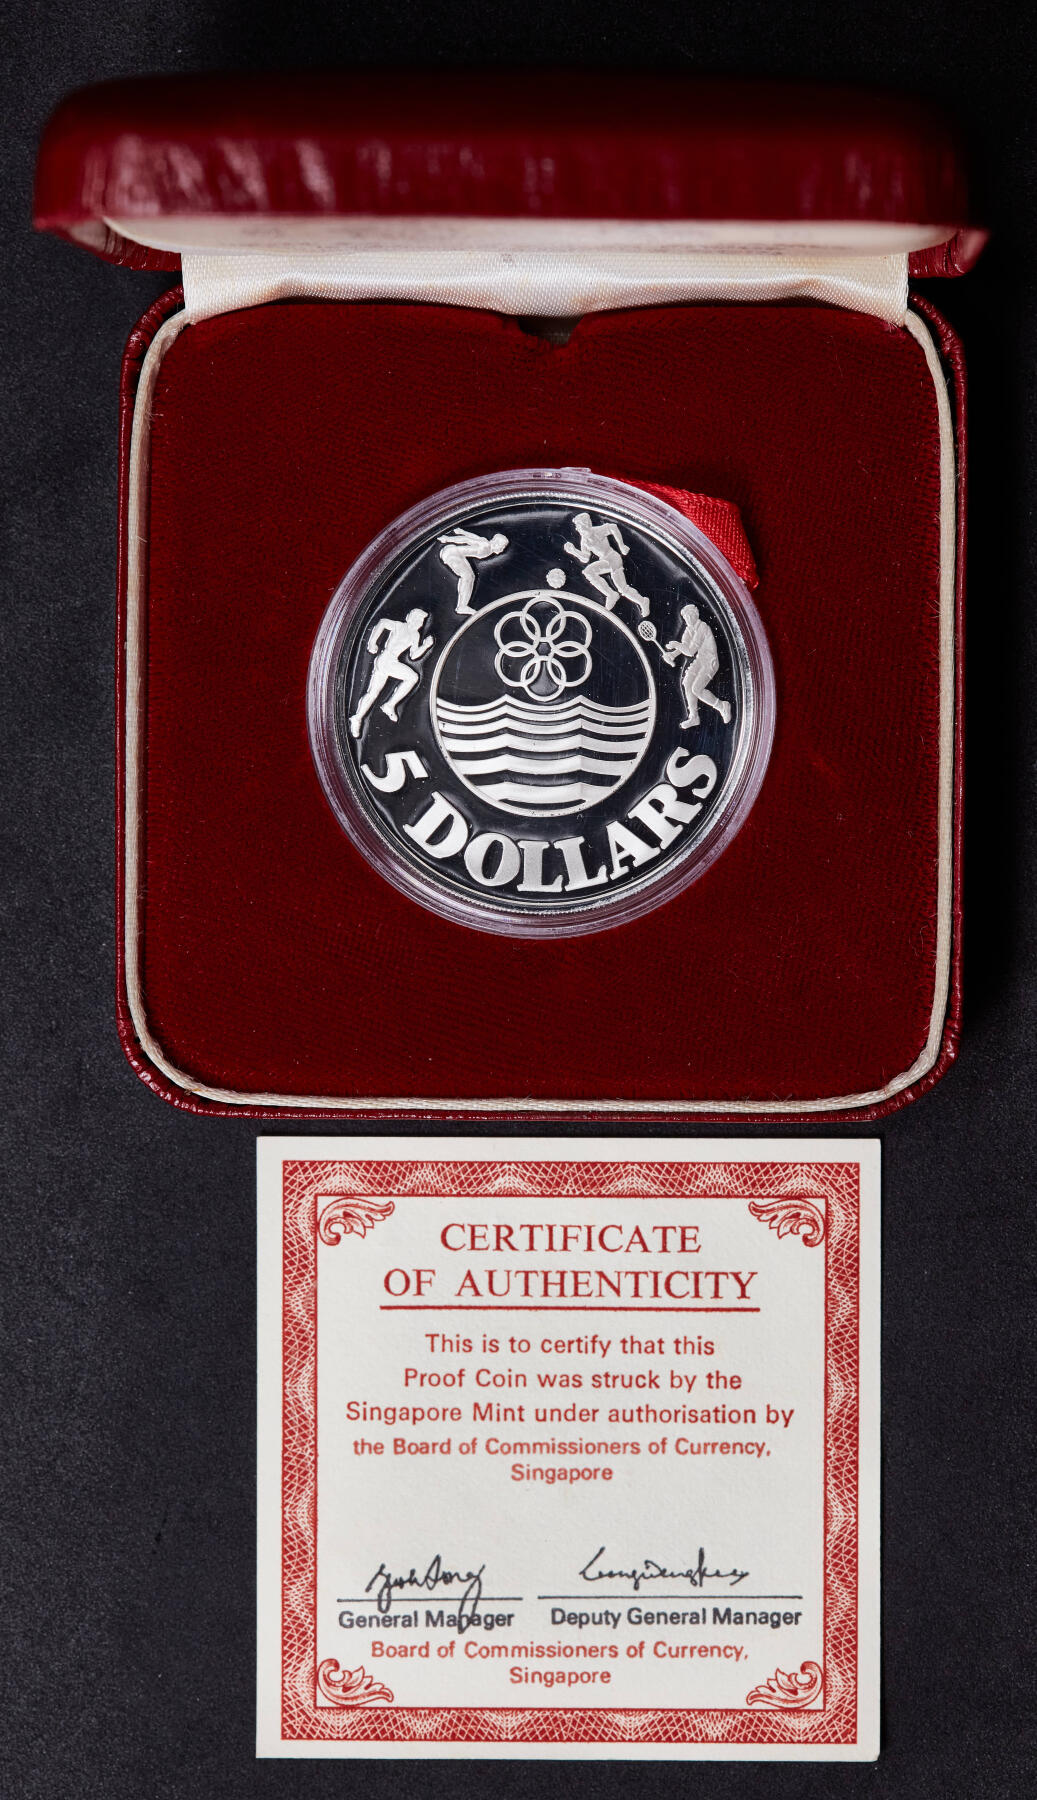 5 DOLLARS
CERTIFICATE
OF AUTHENTICITY
This is to certify that this
Proof Coin was struck by the
Singapore Mint under authorisation by
the Board of Commissioners of Currency,
Singapore
General Manager
Deputy General Manager
Board of Commissioners of Currency,
Singapore